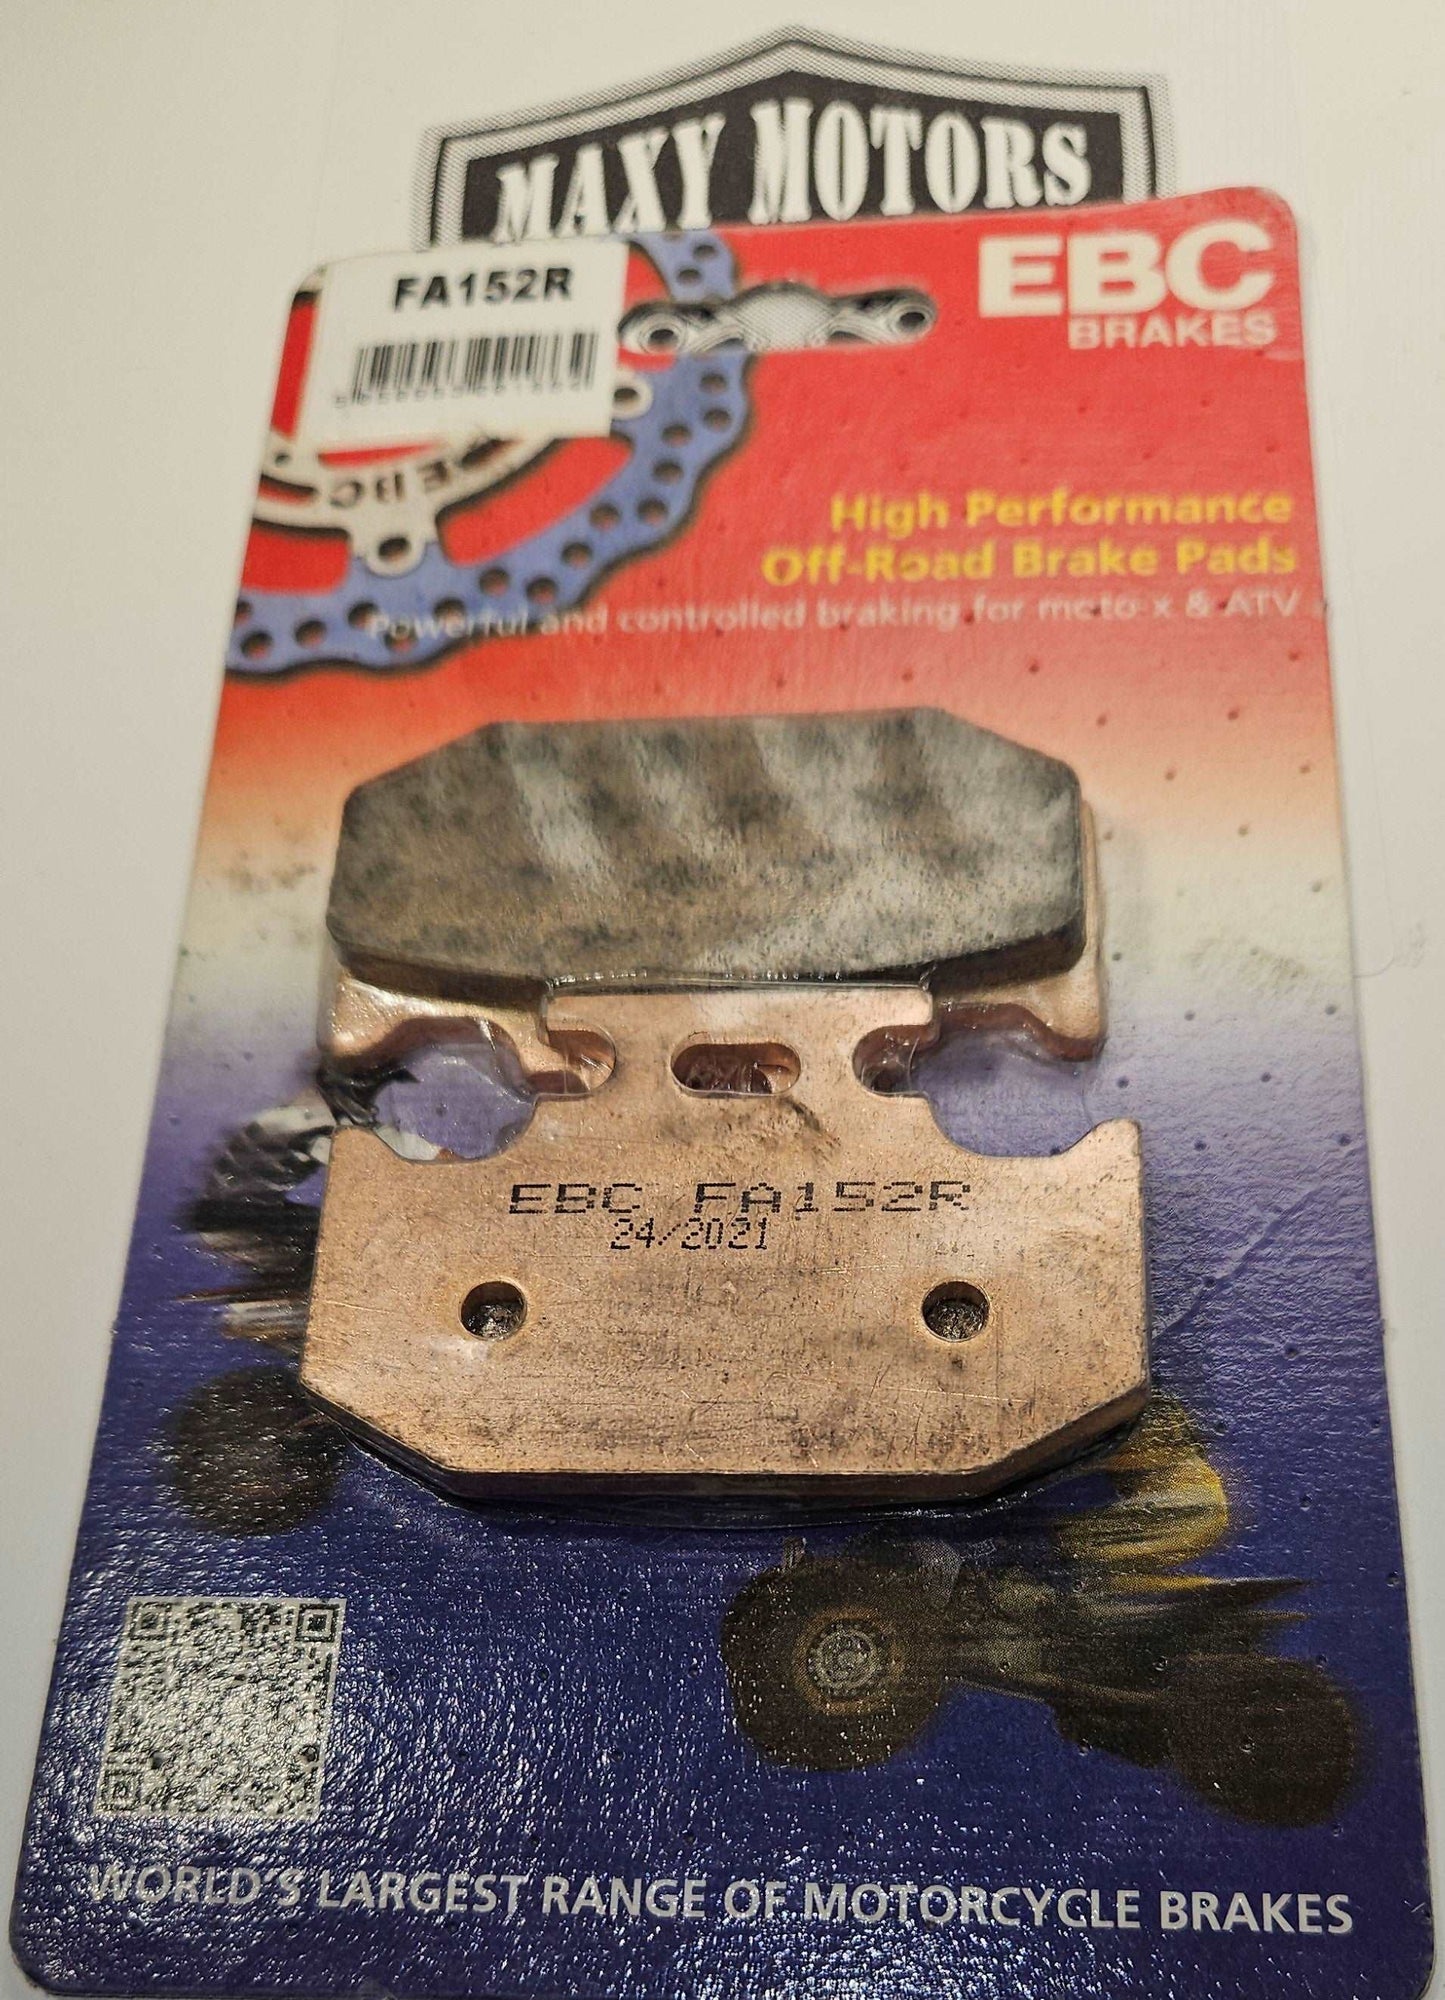 MAXY MOTORS
FA152R
EBC
BRAKES
EBC
High Performance
Off-Road Brake Pads
Powerful and controlled braking for moto-x & ATV
EBC FA152R
24/2021
WORLD'S LARGEST RANGE OF MOTORCYCLE BRAKES